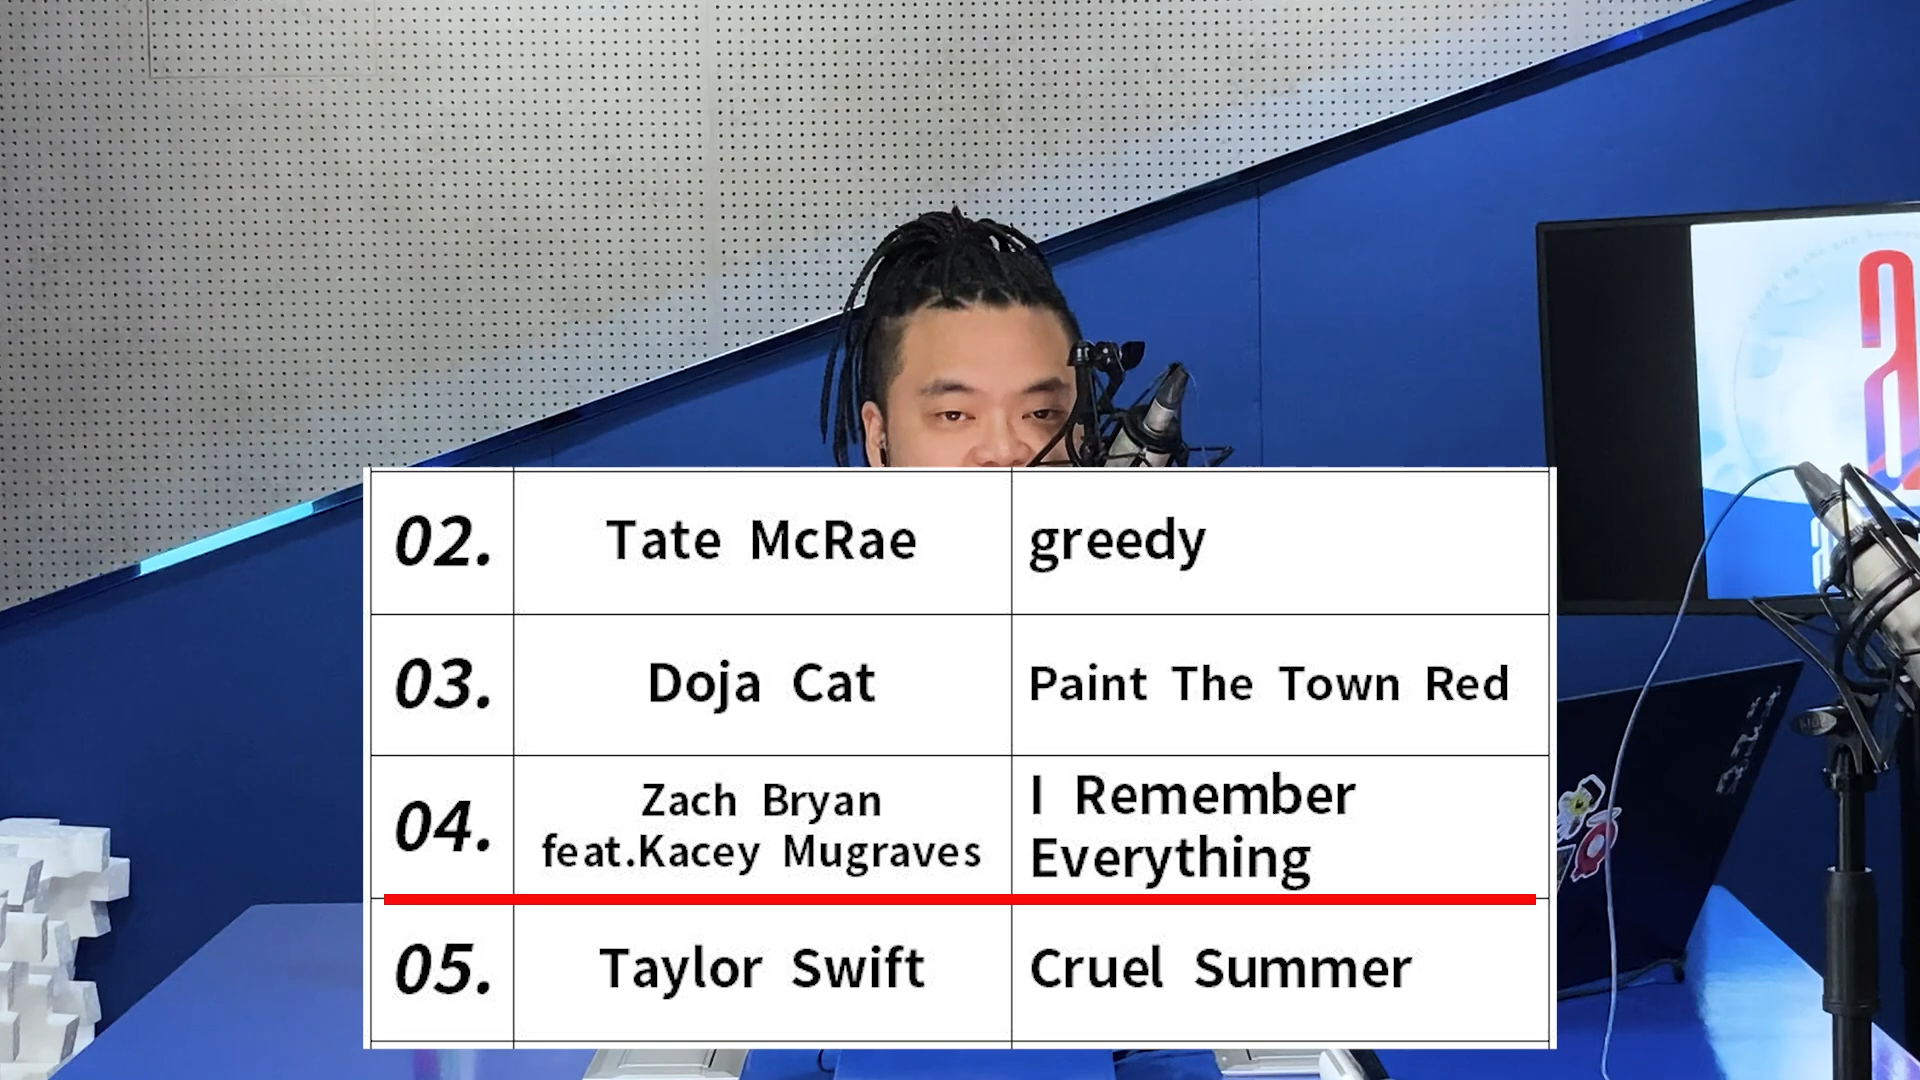 02. Tate McRae greedy
03. Doja Cat Paint The Town Red
04. Zach Bryan
feat.Kacey Mugraves
I Remember
Everything
05. Taylor Swift Cruel Summer